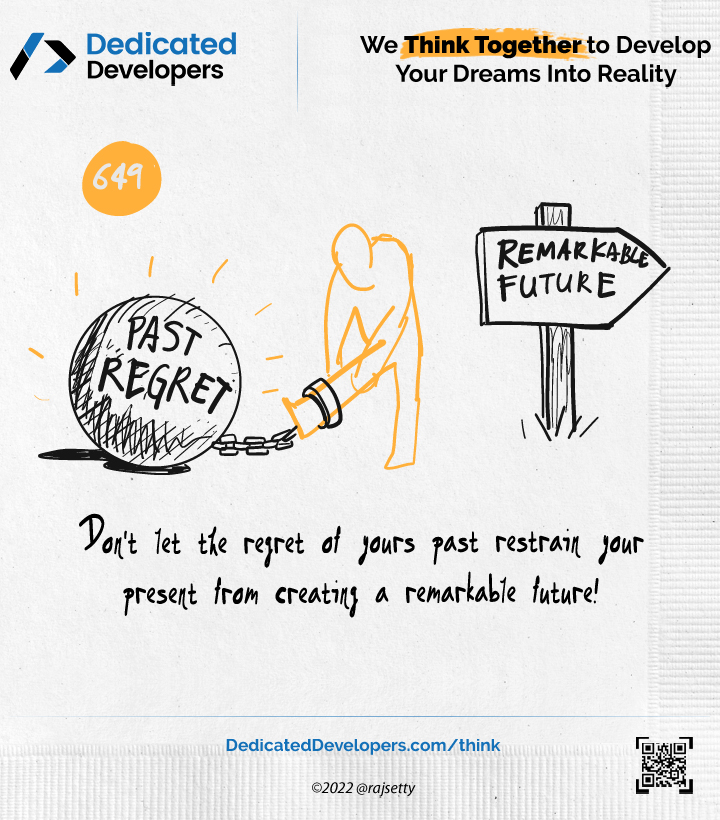 Dedicated
Developers
We Think Together to Develop
Your Dreams Into Reality
649
PAST
REGRET
REMARKABLE
FUTURE
Don't let the regret of yours past restrain your
present from creating a remarkable future!
DedicatedDevelopers.com/think
©2022 @rajsetty